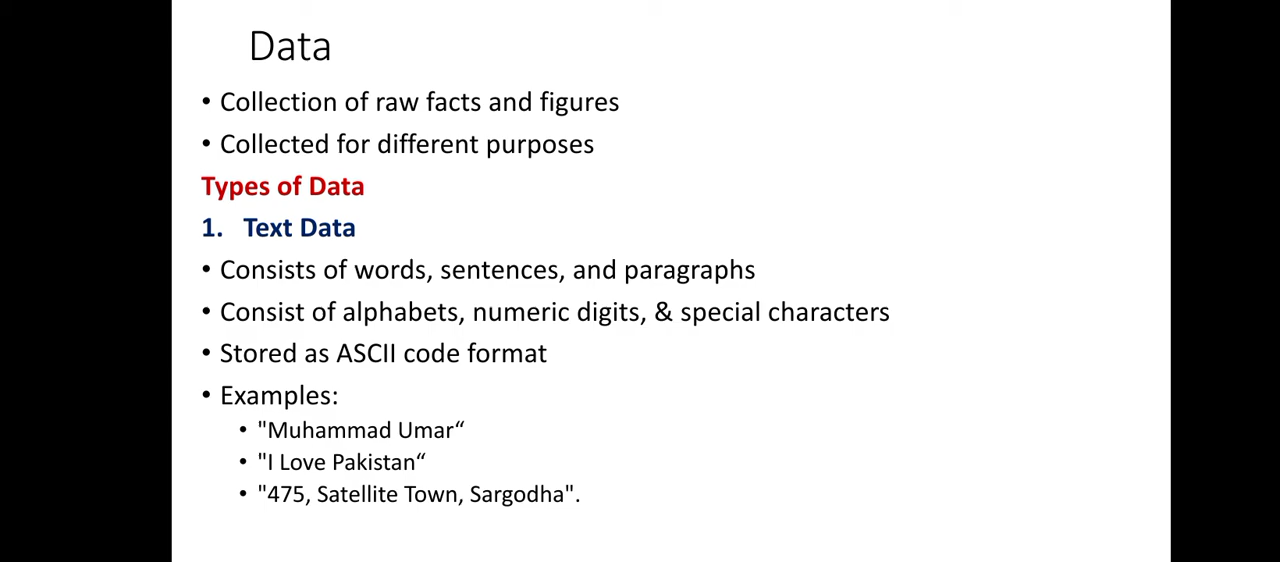 Data
• Collection of raw facts and figures
• Collected for different purposes
Types of Data
1. Text Data
• Consists of words, sentences, and paragraphs
• Consist of alphabets, numeric digits, & special characters
• Stored as ASCII code format
• Examples:
• "Muhammad Umar“
• "I Love Pakistan“
• "475, Satellite Town, Sargodha".